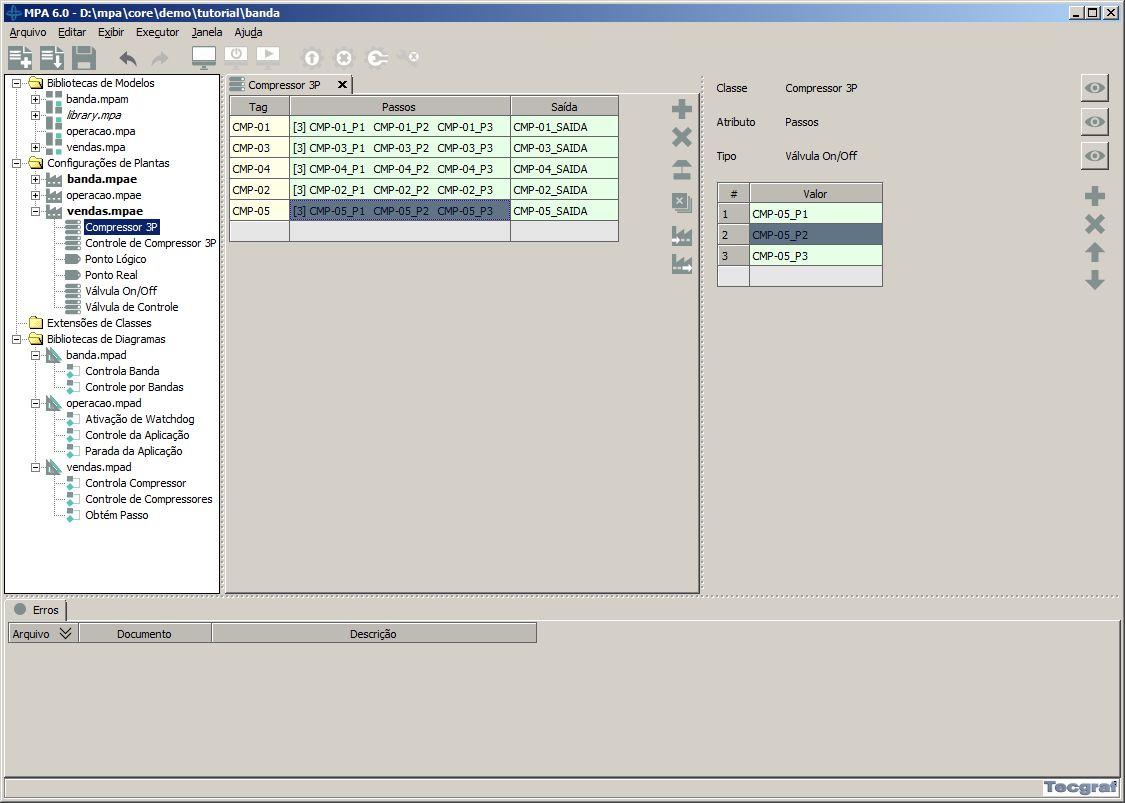 MPA 6.0 - D:\mpa\core\demo\tutorial\banda
Arquivo Editar Exibir Executor Janela Ajuda
Bibliotecas de Modelos
banda.mpam
library.mpa
operacao.mpa
vendas.mpa
Configurações de Plantas
banda.mpae
operacao.mpae
vendas.mpae
Compressor 3P
Controle de Compressor 3P
Ponto Lógico
Ponto Real
Válvula On/Off
Válvula de Controle
Extensões de Classes
Bibliotecas de Diagramas
banda.mpad
Controla Banda
Controle por Bandas
operacao.mpad
Ativação de Watchdog
Controle da Aplicação
Parada da Aplicação
vendas.mpad
Controla Compressor
Controle de Compressores
Obtém Passo
Compressor 3P
Tag Passos Saída
CMP-01 [3] CMP-01_P1 CMP-01_P2 CMP-01_P3 CMP-01_SAIDA
CMP-03 [3] CMP-03_P1 CMP-03_P2 CMP-03_P3 CMP-03_SAIDA
CMP-04 [3] CMP-04_P1 CMP-04_P2 CMP-04_P3 CMP-04_SAIDA
CMP-02 [3] CMP-02_P1 CMP-02_P2 CMP-02_P3 CMP-02_SAIDA
CMP-05 [3] CMP-05_P1 CMP-05_P2 CMP-05_P3 CMP-05_SAIDA
Classe Compressor 3P
Atributo Passos
Tipo Válvula On/Off
# Valor
1 CMP-05_P1
2 CMP-05_P2
3 CMP-05_P3
Erros
Arquivo Documento Descrição
Tecgraf